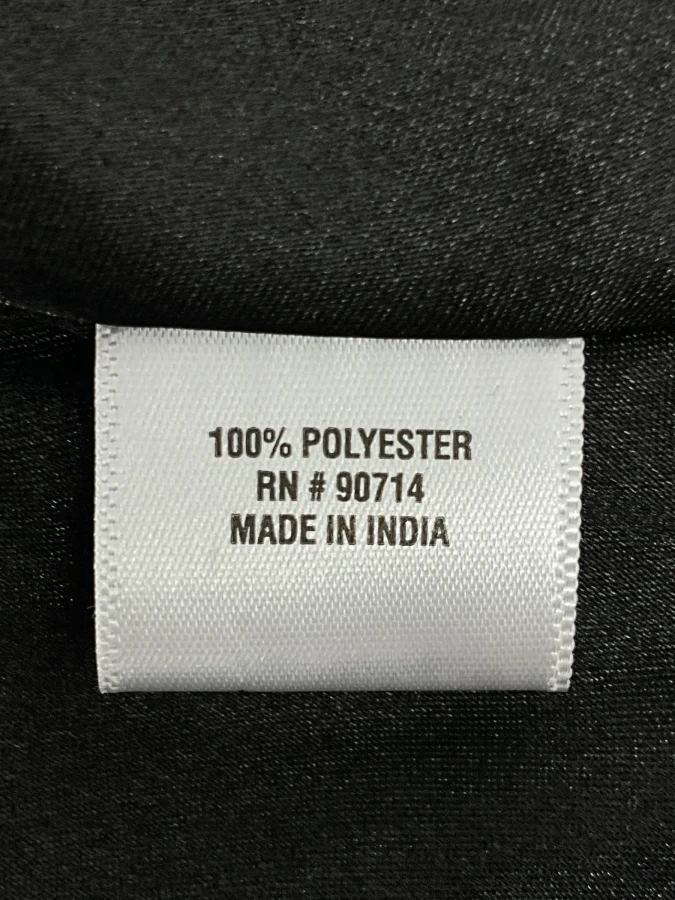 100% POLYESTER
RN # 90714
MADE IN INDIA